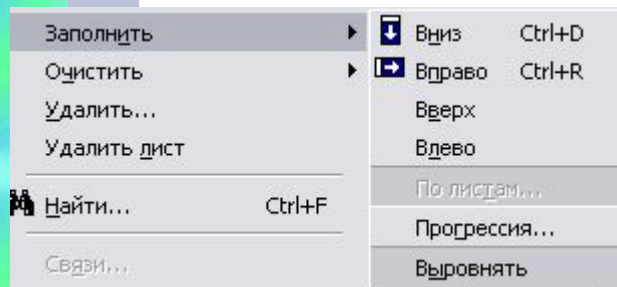 Заполнить
Очистить
Удалить...
Удалить лист
Найти... Ctrl+F
Связи...
Вниз Ctrl+D
Вправо Ctrl+R
Вверх
Влево
По листам...
Прогрессия...
Выровнять